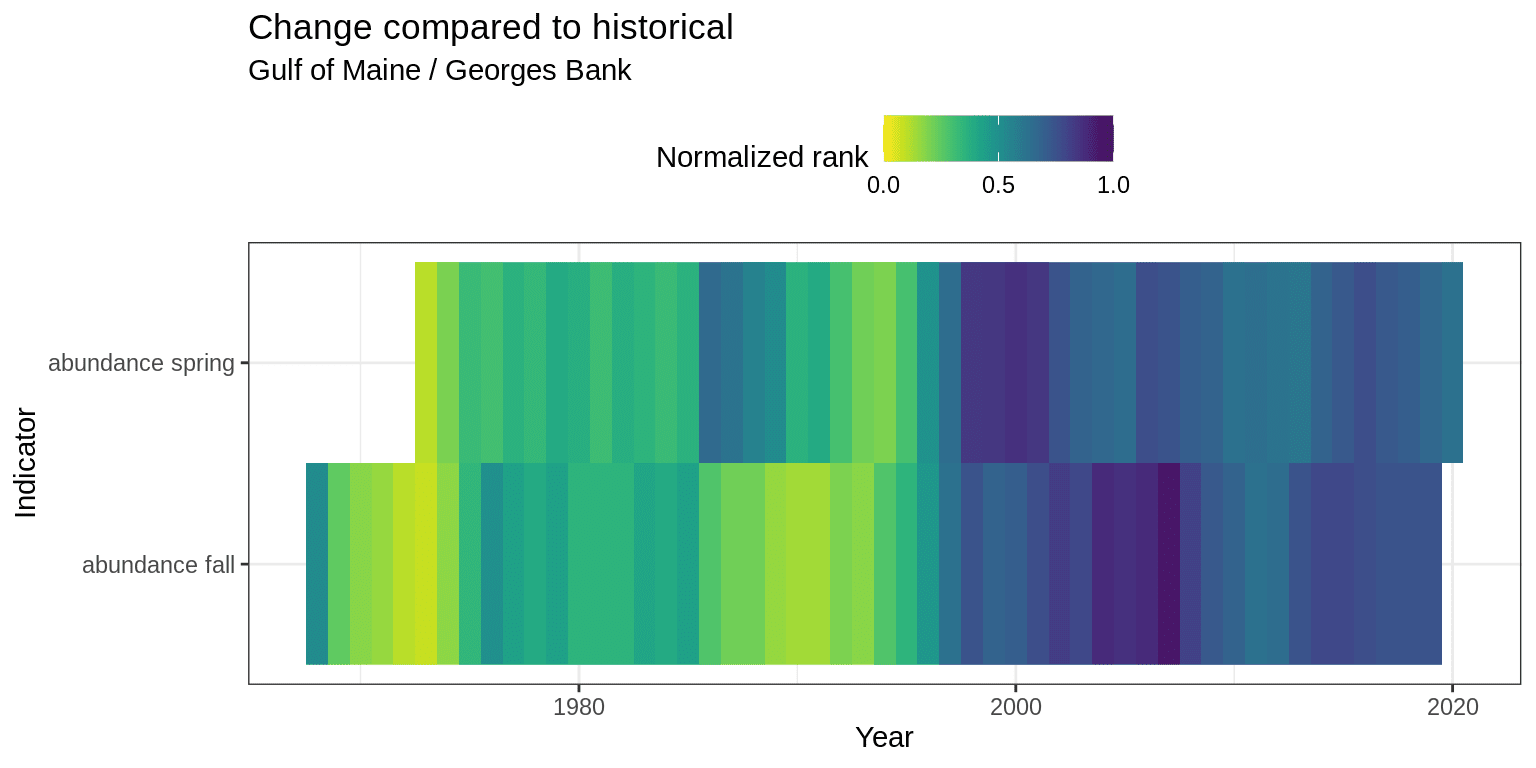 Change compared to historical
Gulf of Maine / Georges Bank
Normalized rank
0.0 0.5 1.0
Indicator
abundance spring
abundance fall
1980 2000 2020
Year